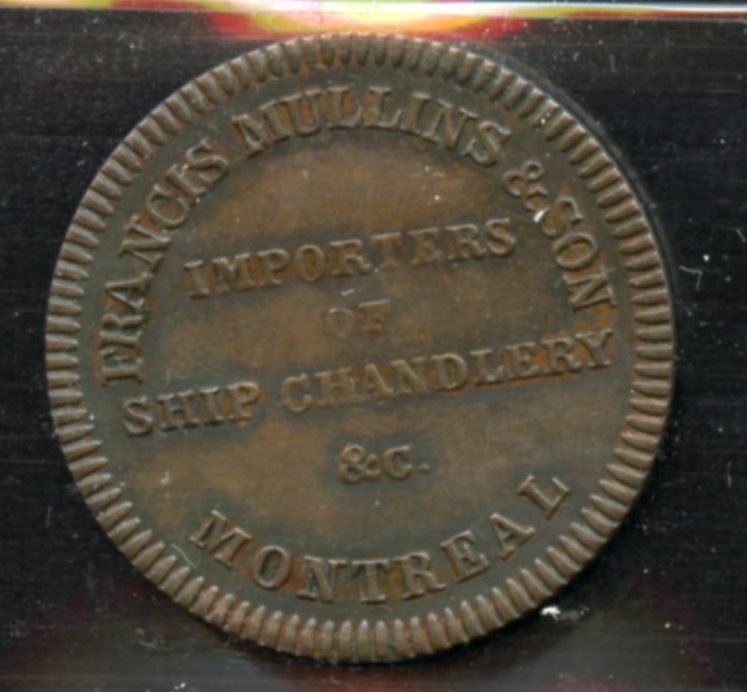 FRANCIS MULLINS & SON
IMPORTERS
OF
SHIP CHANDLERY
&C.
MONTREAL